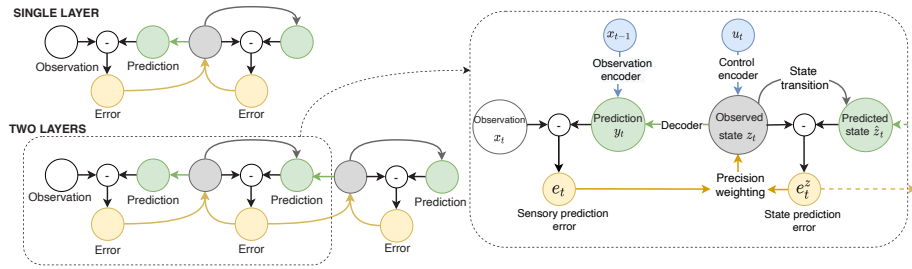 SINGLE LAYER
-
-
Observation
Prediction
Error
Error
TWO LAYERS
-
-
-
Observation
Prediction
Prediction
Prediction
Error
Error
Error
x_{t-1}
u_t
Observation
encoder
Control
encoder
State
transition
Observation
x_t
-
Prediction
y_t
Decoder
Observed
state z_t
-
Predicted
state ẑ_t
Precision
weighting
e_t
e_t^z
Sensory prediction
error
State prediction
error